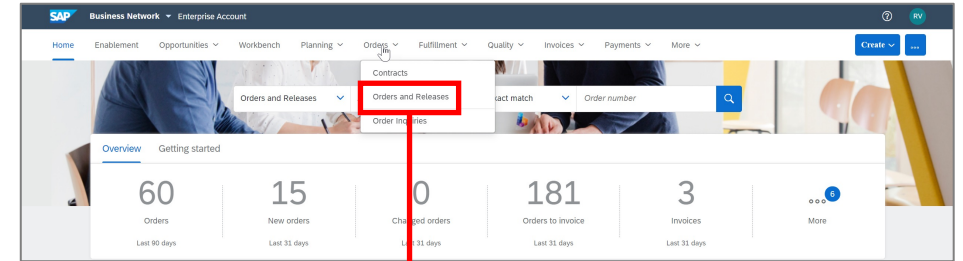 SAP Business Network Enterprise Account ? RV
Home Enablement Opportunities Workbench Planning Orders Fulfillment Quality Invoices Payments More Create ...
Contracts
Orders and Releases Orders and Releases match Order number
Order Inquiries
Overview Getting started
60 15 0 181 3 6
Orders New orders Changed orders Orders to invoice Invoices More
Last 90 days Last 31 days Last 31 days Last 31 days Last 31 days